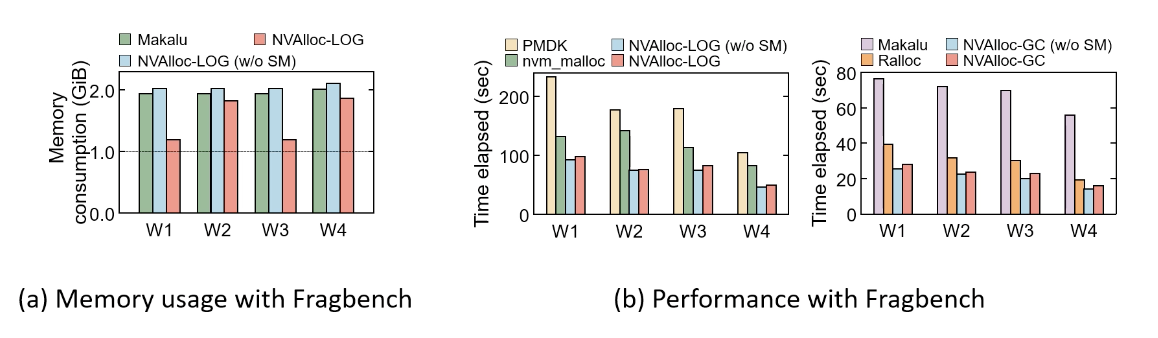 Makalu
NVAlloc-LOG
NVAlloc-LOG (w/o SM)
Memory
consumption (GiB)
2.0
1.0
0.0
W1 W2 W3 W4
(a) Memory usage with Fragbench
PMDK
NVAlloc-LOG (w/o SM)
nvm_malloc
NVAlloc-LOG
Time elapsed (sec)
200
100
0
W1 W2 W3 W4
Makalu
NVAlloc-GC (w/o SM)
Ralloc
NVAlloc-GC
Time elapsed (sec)
80
60
40
20
0
W1 W2 W3 W4
(b) Performance with Fragbench